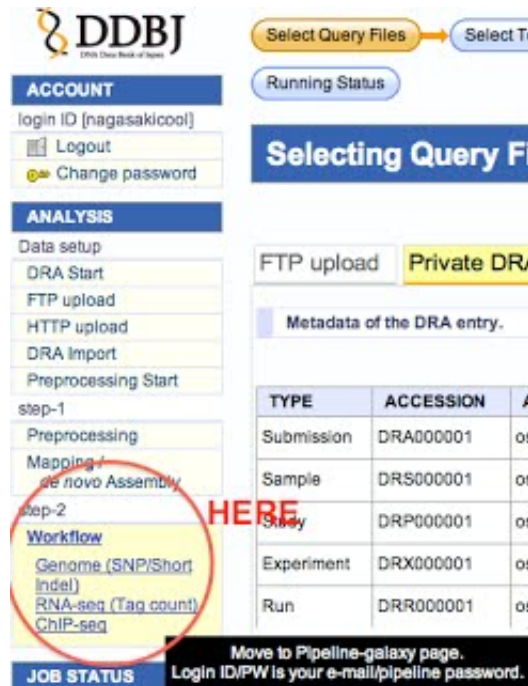 DDBJ
DNA Data Bank of Japan
ACCOUNT
login ID [nagasakicool]
Logout
Change password
ANALYSIS
Data setup
DRA Start
FTP upload
HTTP upload
DRA Import
Preprocessing Start
step-1
Preprocessing
Mapping /
de novo Assembly
step-2
Workflow
Genome (SNP/Short
Indel)
RNA-seq (Tag count)
ChIP-seq
JOB STATUS
HERE
Select Query Files
Select
Running Status
Selecting Query
FTP upload Private DRA
Metadata of the DRA entry.
TYPE ACCESSION
Submission DRA000001
Sample DRS000001
Study DRP000001
Experiment DRX000001
Run DRR000001
Move to Pipeline-galaxy page.
Login ID/PW is your e-mail/pipeline password.